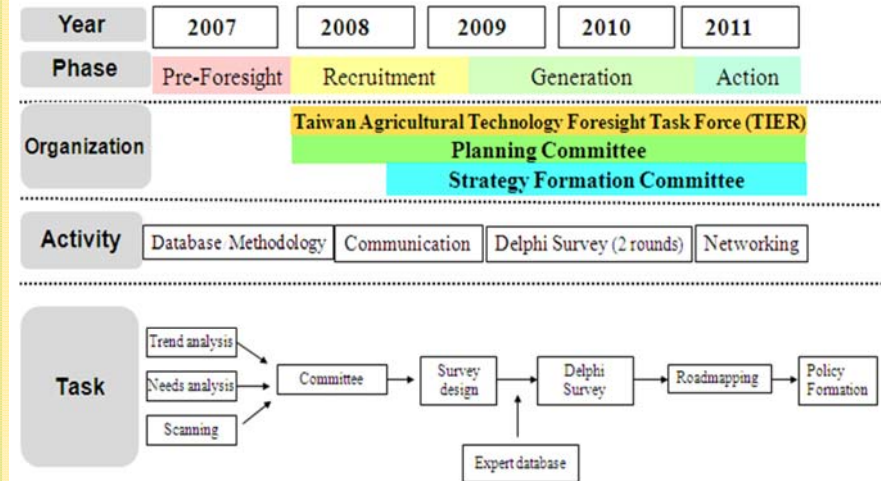 Year
2007
2008
2009
2010
2011
Phase
Pre-Foresight
Recruitment
Generation
Action
Organization
Taiwan Agricultural Technology Foresight Task Force (TIER)
Planning Committee
Strategy Formation Committee
Activity
Database/Methodology
Communication
Delphi Survey (2 rounds)
Networking
Task
Trend analysis
Needs analysis
Scanning
Committee
Survey
design
Delphi
Survey
Roadmapping
Policy
Formation
Expert database